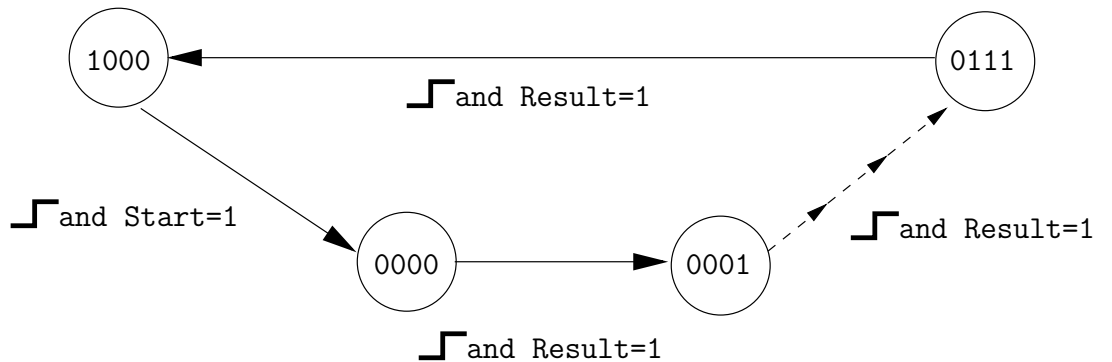 1000
0111
and Result=1
and Start=1
and Result=1
0000
0001
and Result=1